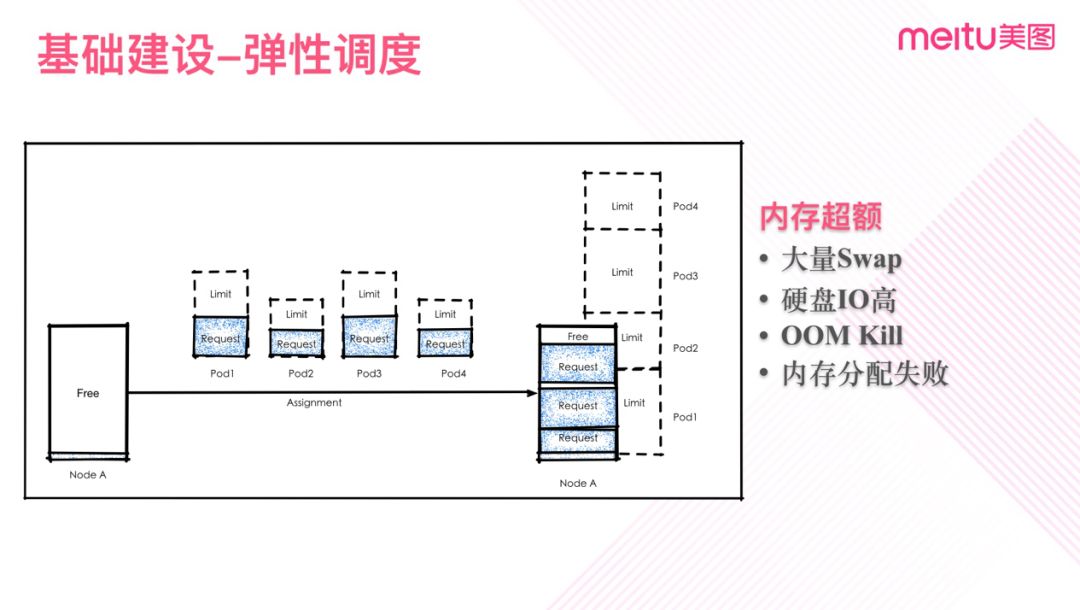 基础建设–弹性调度
meitu美图
Limit
Request
Pod1
Limit
Request
Pod2
Limit
Request
Pod3
Limit
Request
Pod4
Free
Node A
Assignment
Limit
Pod4
Limit
Pod3
Limit
Pod2
Limit
Pod1
Free
Request
Request
Request
Node A
内存超额
• 大量Swap
• 硬盘IO高
• OOM Kill
• 内存分配失败